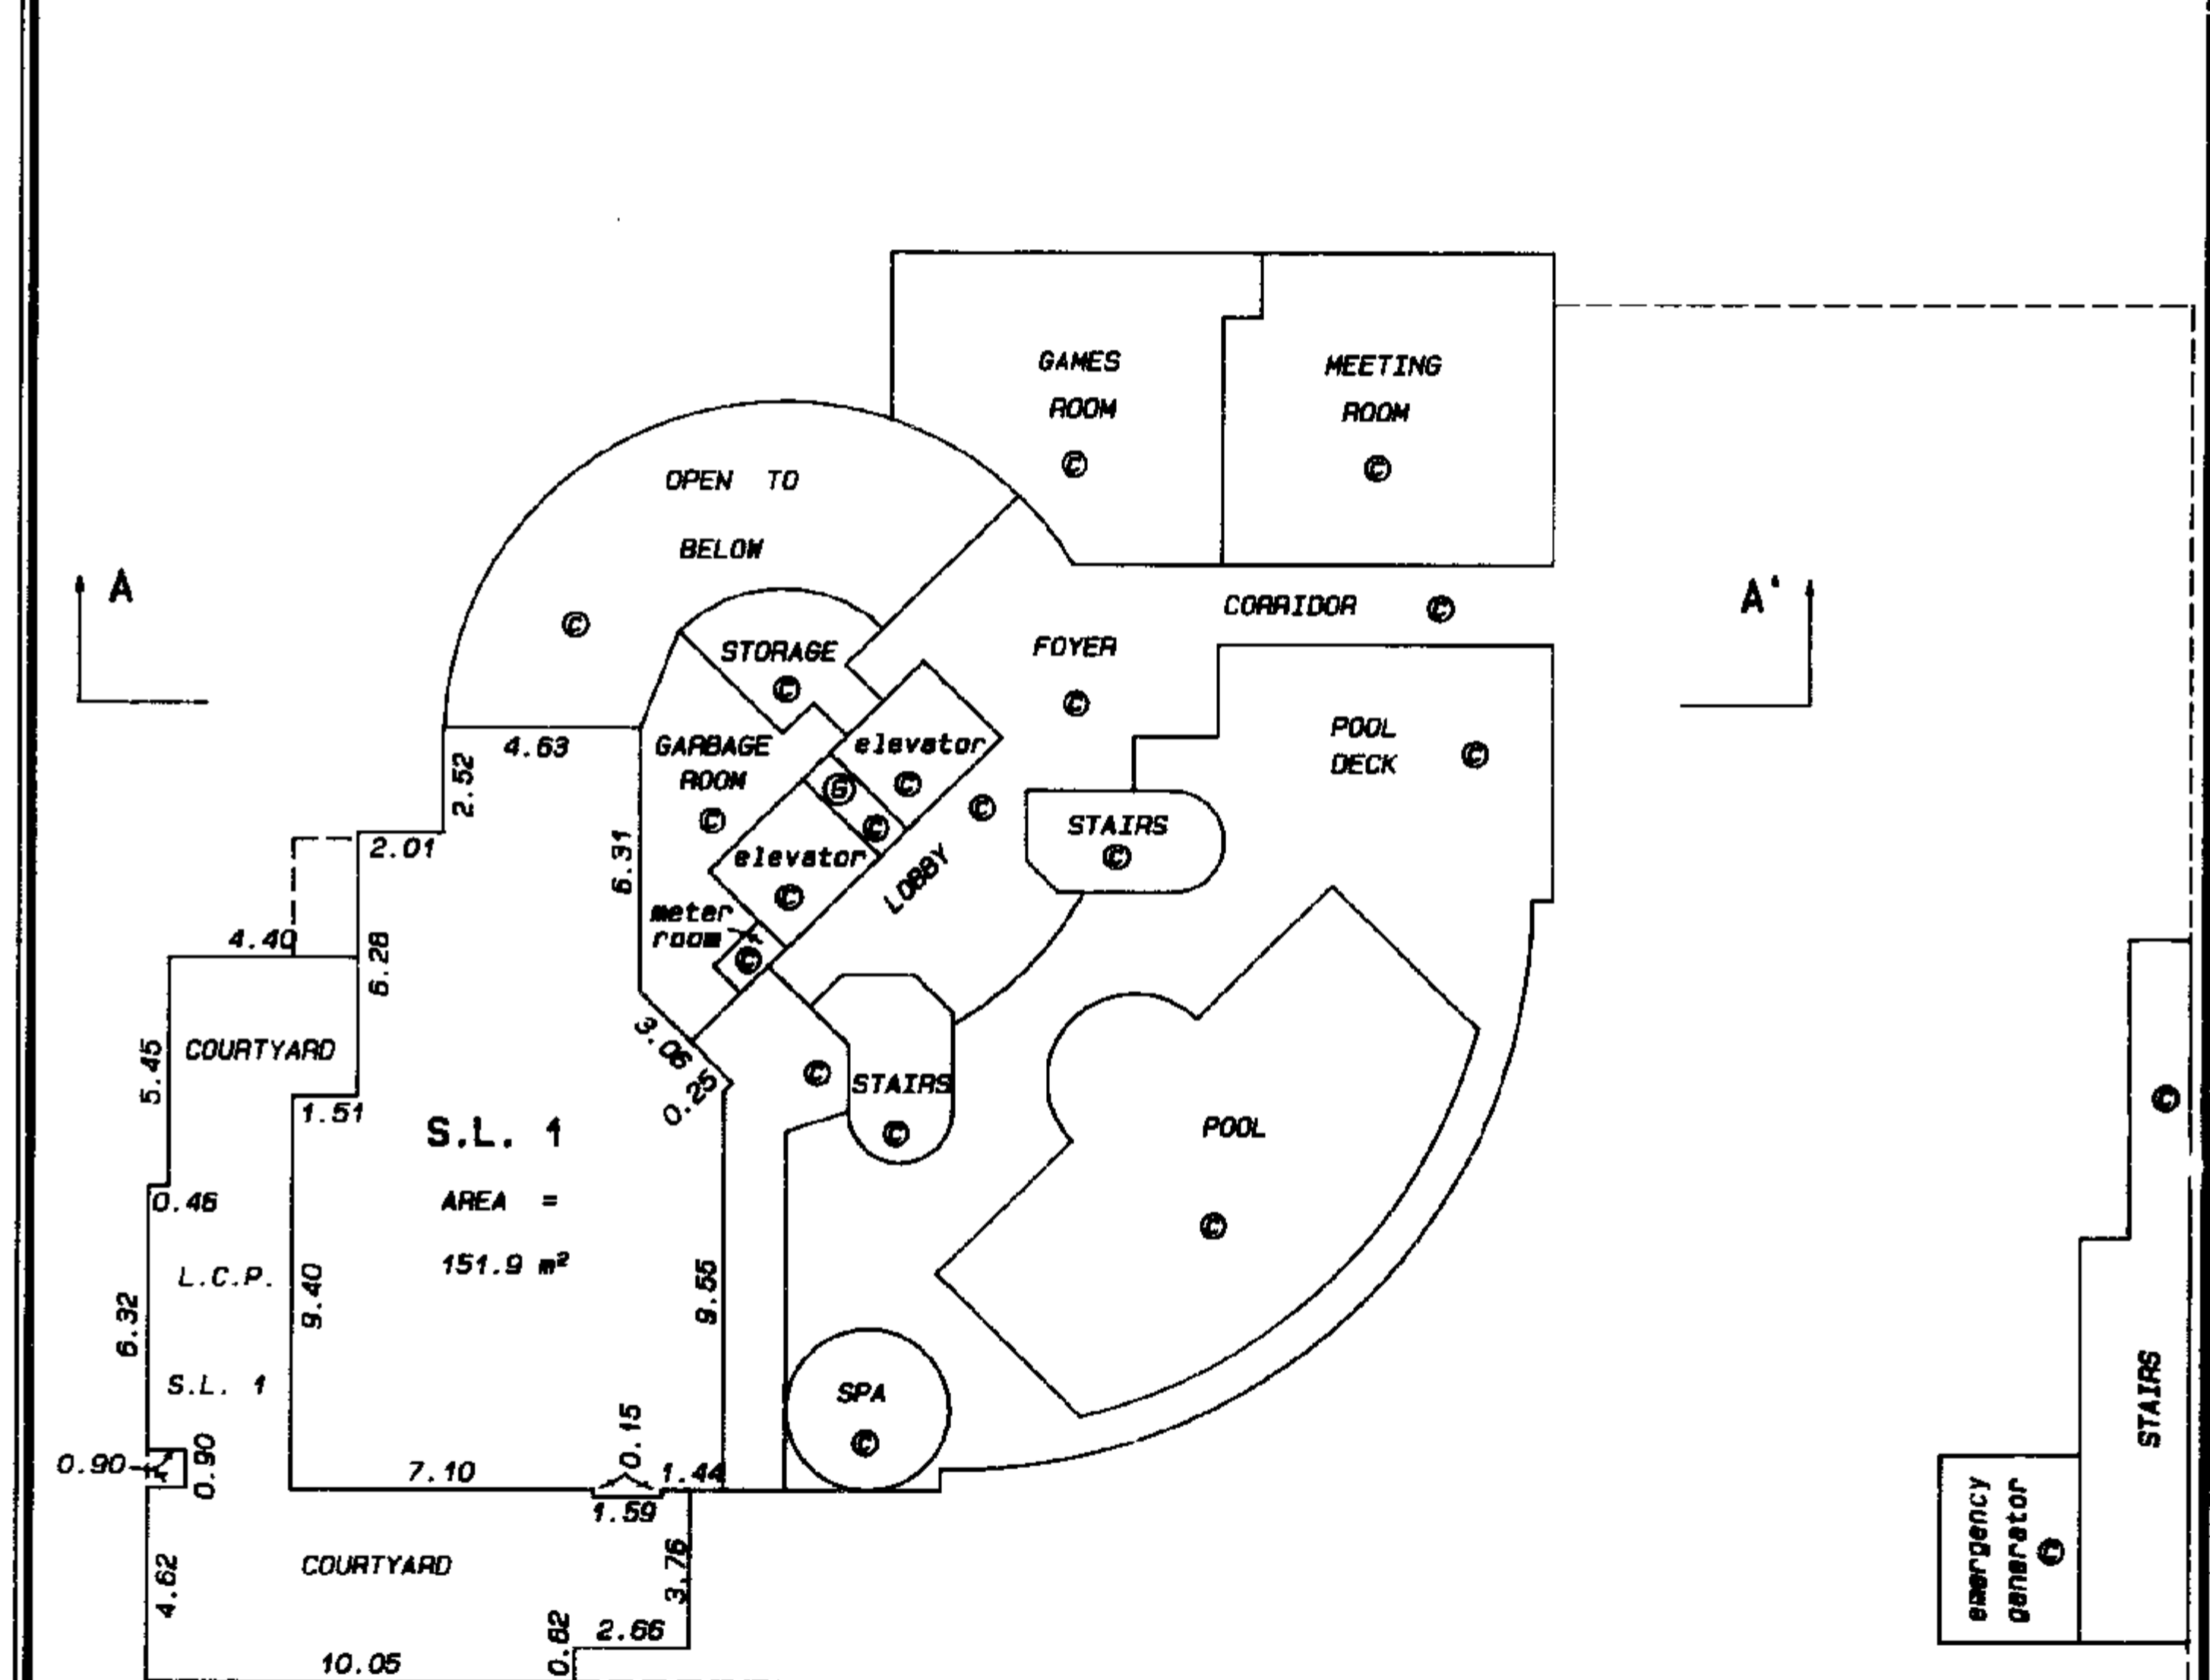 GAMES
ROOM
©
MEETING
ROOM
©
OPEN TO
BELOW
©
A
A'
CORRIDOR ©
FOYER
©
STORAGE
©
4.63
2.52
GARBAGE
ROOM
©
elevator
©
Ⓖ
©
©
POOL
DECK
©
STAIRS
©
2.01
6.31
elevator
©
LOBBY
meter
room
©
4.40
6.28
COURTYARD
5.45
3.06
0.25
©
STAIRS
©
1.51
S.L. 1
AREA =
151.9 m²
POOL
©
©
0.46
L.C.P.
S.L. 1
6.32
9.40
9.55
SPA
©
STAIRS
0.90
0.90
7.10
0.15
1.44
1.59
COURTYARD
4.62
3.76
0.82
2.66
10.05
emergency
generator
©